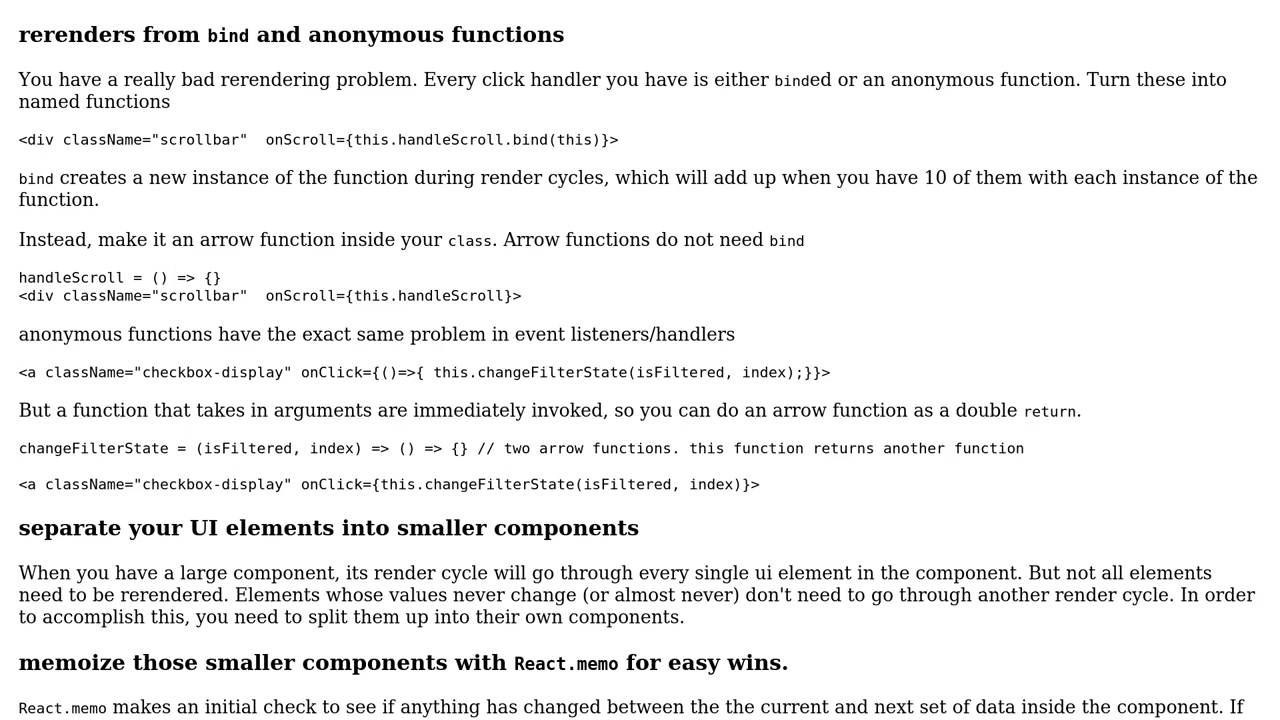 rerenders from bind and anonymous functions
You have a really bad rerendering problem. Every click handler you have is either binded or an anonymous function. Turn these into
named functions
<div className="scrollbar"  onScroll={this.handleScroll.bind(this)}>
bind creates a new instance of the function during render cycles, which will add up when you have 10 of them with each instance of the
function.
Instead, make it an arrow function inside your class. Arrow functions do not need bind
handleScroll = () => {}
<div className="scrollbar"  onScroll={this.handleScroll}>
anonymous functions have the exact same problem in event listeners/handlers
<a className="checkbox-display" onClick={()=>{ this.changeFilterState(isFiltered, index);}}>
But a function that takes in arguments are immediately invoked, so you can do an arrow function as a double return.
changeFilterState = (isFiltered, index) => () => {} // two arrow functions. this function returns another function
<a className="checkbox-display" onClick={this.changeFilterState(isFiltered, index)}>
separate your UI elements into smaller components
When you have a large component, its render cycle will go through every single ui element in the component. But not all elements
need to be rerendered. Elements whose values never change (or almost never) don't need to go through another render cycle. In order
to accomplish this, you need to split them up into their own components.
memoize those smaller components with React.memo for easy wins.
React.memo makes an initial check to see if anything has changed between the the current and next set of data inside the component. If